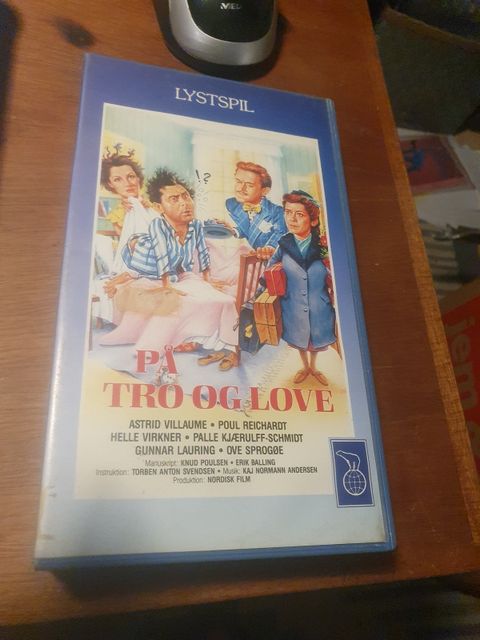 LYSTSPIL
!?
PÅ
TRO OG LOVE
ASTRID VILLAUME • POUL REICHARDT
HELLE VIRKNER • PALLE KJÆRULFF-SCHMIDT
GUNNAR LAURING • OVE SPROGØE
Manuskript: KNUD POULSEN • ERIK BALLING
Instruktion: TORBEN ANTON SVENDSEN • Musik: KAJ NORMANN ANDERSEN
Produktion: NORDISK FILM